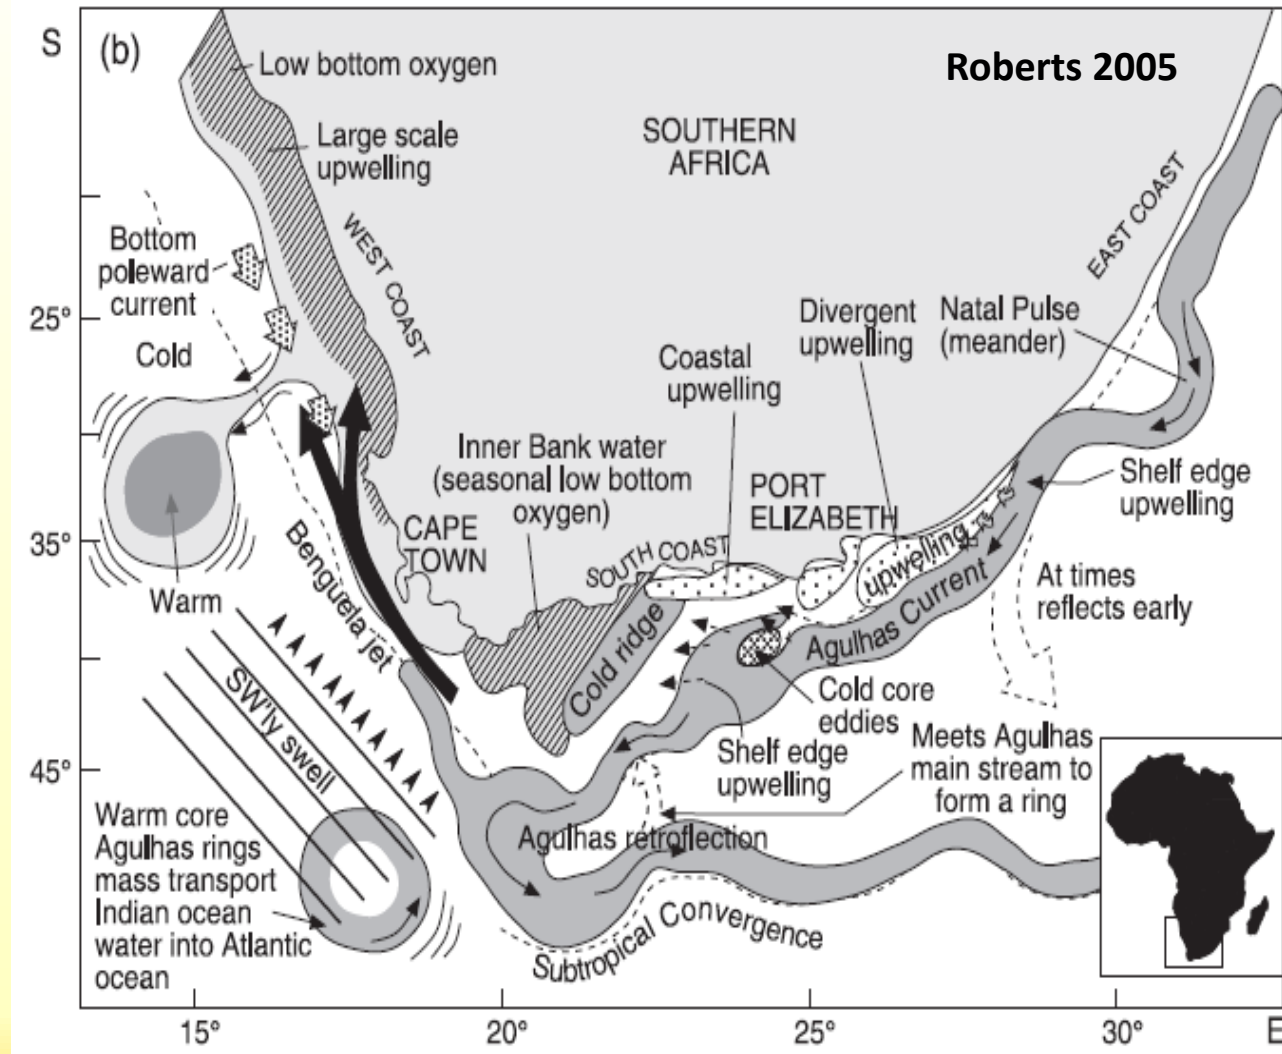 S
(b)
Roberts 2005
Low bottom oxygen
Large scale
upwelling
SOUTHERN
AFRICA
WEST COAST
EAST COAST
Bottom
poleward
current
25°
Cold
Divergent
upwelling
Natal Pulse
(meander)
Coastal
upwelling
Inner Bank water
(seasonal low bottom
oxygen)
PORT
ELIZABETH
Shelf edge
upwelling
CAPE
TOWN
35°
SOUTH COAST
upwelling
At times
reflects early
Warm
Benguela jet
Cold ridge
Agulhas Current
Cold core
eddies
SW'ly swell
Shelf edge
upwelling
Meets Agulhas
main stream to
form a ring
45°
Warm core
Agulhas rings
mass transport
Indian ocean
water into Atlantic
ocean
Agulhas retroflection
Subtropical Convergence
15°
20°
25°
30°
E